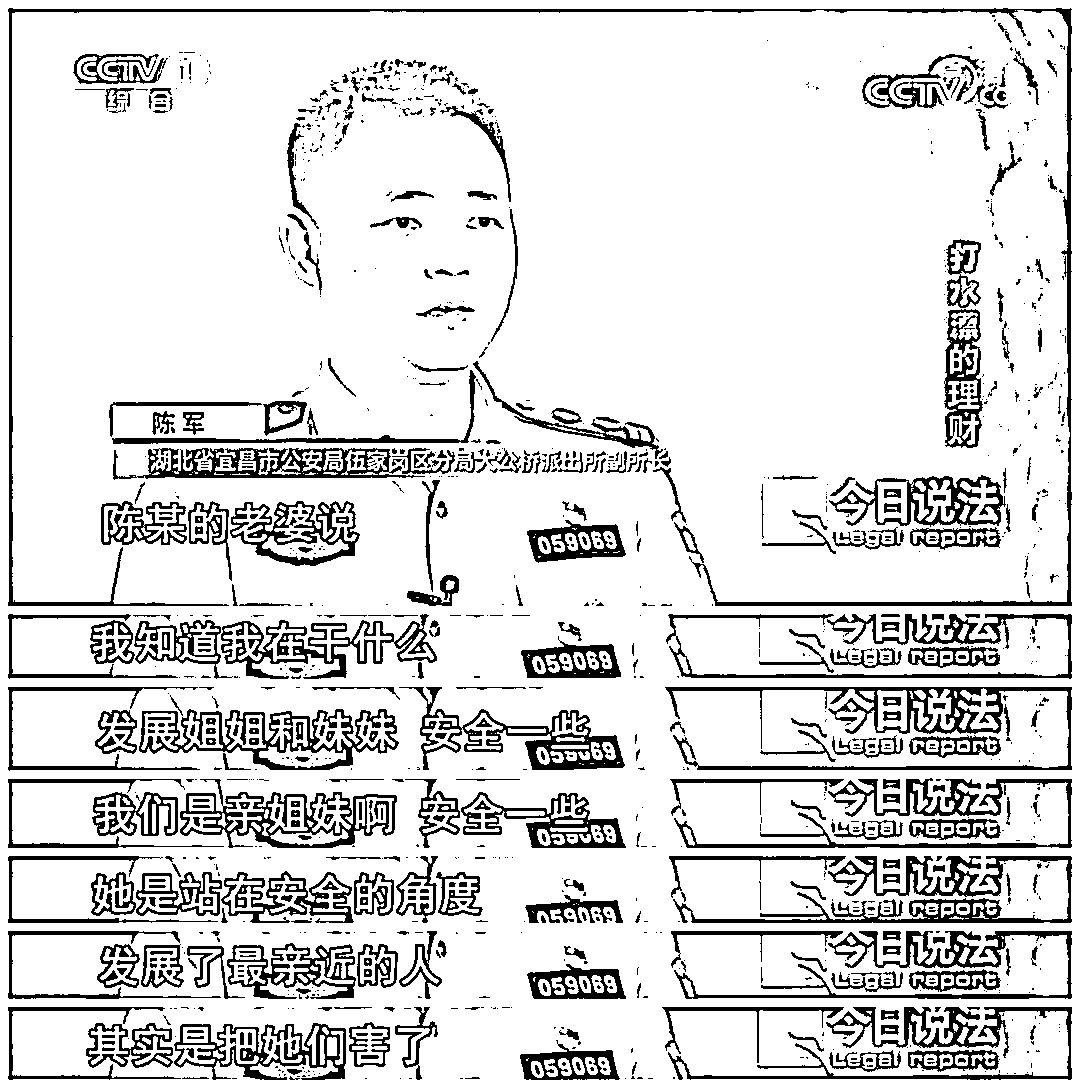 CCTV 1
综合
CCTV.co
打水漂的理财
陈军
湖北省宜昌市公安局伍家岗区分局大公桥派出所副所长
陈某的老婆说
059069
今日说法
Legal report
我知道我在干什么
059069
今日说法
Legal report
发展姐姐和妹妹 安全一些
059069
今日说法
Legal report
我们是亲姐妹啊 安全一些
059069
今日说法
Legal report
她是站在安全的角度
059069
今日说法
Legal report
发展了最亲近的人
059069
今日说法
Legal report
其实是把她们害了
059069
今日说法
Legal report